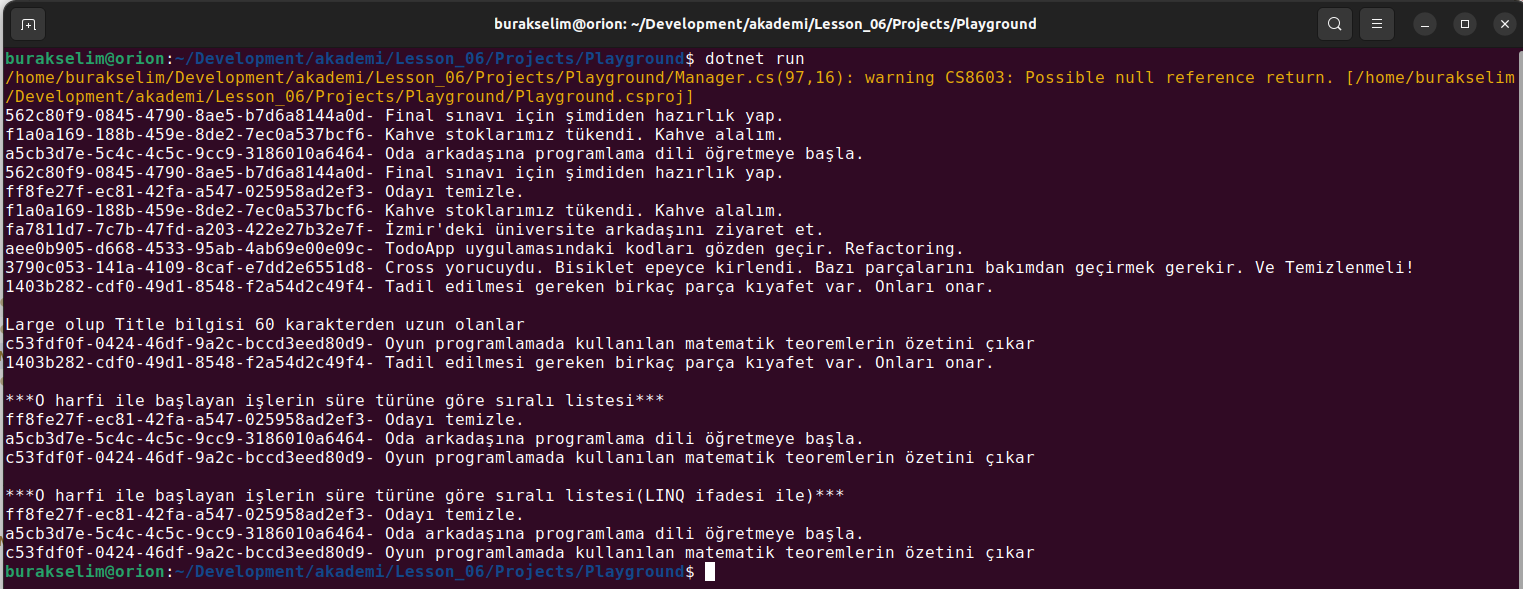 burakselim@orion: ~/Development/akademi/Lesson_06/Projects/Playground
burakselim@orion:~/Development/akademi/Lesson_06/Projects/Playground$ dotnet run
/home/burakselim/Development/akademi/Lesson_06/Projects/Playground/Manager.cs(97,16): warning CS8603: Possible null reference return. [/home/burakselim
/Development/akademi/Lesson_06/Projects/Playground/Playground.csproj]
562c80f9-0845-4790-8ae5-b7d6a8144a0d- Final sınavı için şimdiden hazırlık yap.
f1a0a169-188b-459e-8de2-7ec0a537bcf6- Kahve stoklarımız tükendi. Kahve alalım.
a5cb3d7e-5c4c-4c5c-9cc9-3186010a6464- Oda arkadaşına programlama dili öğretmeye başla.
562c80f9-0845-4790-8ae5-b7d6a8144a0d- Final sınavı için şimdiden hazırlık yap.
ff8fe27f-ec81-42fa-a547-025958ad2ef3- Odayı temizle.
f1a0a169-188b-459e-8de2-7ec0a537bcf6- Kahve stoklarımız tükendi. Kahve alalım.
fa7811d7-7c7b-47fd-a203-422e27b32e7f- İzmir'deki üniversite arkadaşını ziyaret et.
aee0b905-d668-4533-95ab-4ab69e00e09c- TodoApp uygulamasındaki kodları gözden geçir. Refactoring.
3790c053-141a-4109-8caf-e7dd2e6551d8- Cross yorucuydu. Bisiklet epeyce kirlendi. Bazı parçalarını bakımdan geçirmek gerekir. Ve Temizlenmeli!
1403b282-cdf0-49d1-8548-f2a54d2c49f4- Tadil edilmesi gereken birkaç parça kıyafet var. Onları onar.
Large olup Title bilgisi 60 karakterden uzun olanlar
c53fdf0f-0424-46df-9a2c-bccd3eed80d9- Oyun programlamada kullanılan matematik teoremlerin özetini çıkar
1403b282-cdf0-49d1-8548-f2a54d2c49f4- Tadil edilmesi gereken birkaç parça kıyafet var. Onları onar.
***O harfi ile başlayan işlerin süre türüne göre sıralı listesi***
ff8fe27f-ec81-42fa-a547-025958ad2ef3- Odayı temizle.
a5cb3d7e-5c4c-4c5c-9cc9-3186010a6464- Oda arkadaşına programlama dili öğretmeye başla.
c53fdf0f-0424-46df-9a2c-bccd3eed80d9- Oyun programlamada kullanılan matematik teoremlerin özetini çıkar
***O harfi ile başlayan işlerin süre türüne göre sıralı listesi(LINQ ifadesi ile)***
ff8fe27f-ec81-42fa-a547-025958ad2ef3- Odayı temizle.
a5cb3d7e-5c4c-4c5c-9cc9-3186010a6464- Oda arkadaşına programlama dili öğretmeye başla.
c53fdf0f-0424-46df-9a2c-bccd3eed80d9- Oyun programlamada kullanılan matematik teoremlerin özetini çıkar
burakselim@orion:~/Development/akademi/Lesson_06/Projects/Playground$